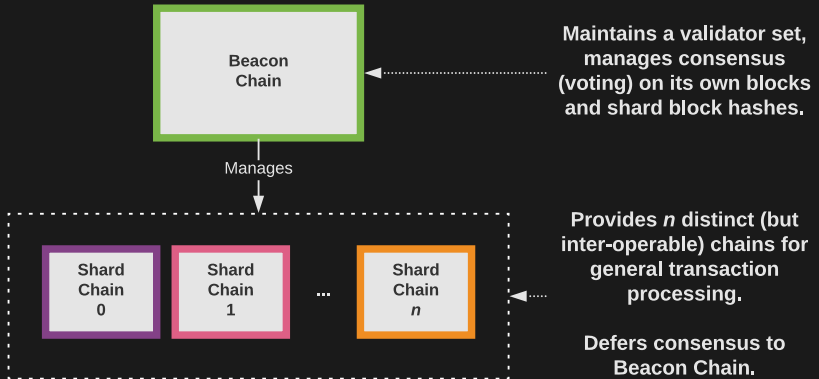 Beacon
Chain
Maintains a validator set,
manages consensus
(voting) on its own blocks
and shard block hashes.
Manages
Shard
Chain
0
Shard
Chain
1
...
Shard
Chain
n
Provides n distinct (but
inter-operable) chains for
general transaction
processing.
Defers consensus to
Beacon Chain.